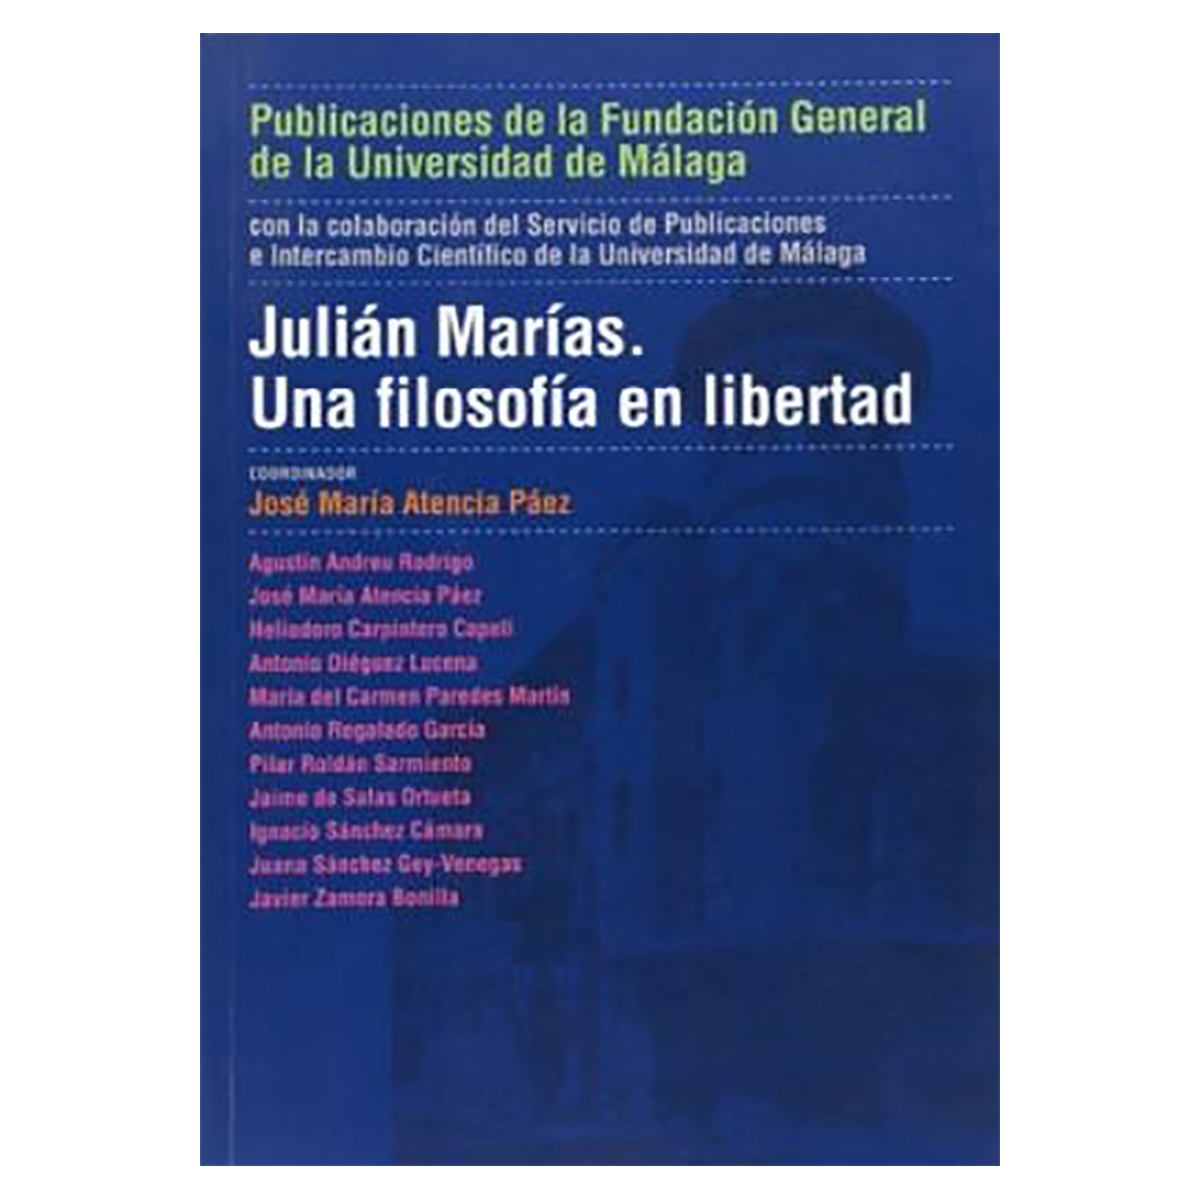 Publicaciones de la Fundación General
de la Universidad de Málaga
con la colaboración del Servicio de Publicaciones
e Intercambio Científico de la Universidad de Málaga
Julián Marías.
Una filosofía en libertad
COORDINADOR
José María Atencia Páez
Agustín Andreu Rodrigo
José María Atencia Páez
Heliodoro Carpintero Capell
Antonio Diéguez Lucena
María del Carmen Paredes Martín
Antonio Regalado García
Pilar Roldán Sarmiento
Jaime de Salas Ortueta
Ignacio Sánchez Cámara
Juana Sánchez Gey-Venegas
Javier Zamora Bonilla